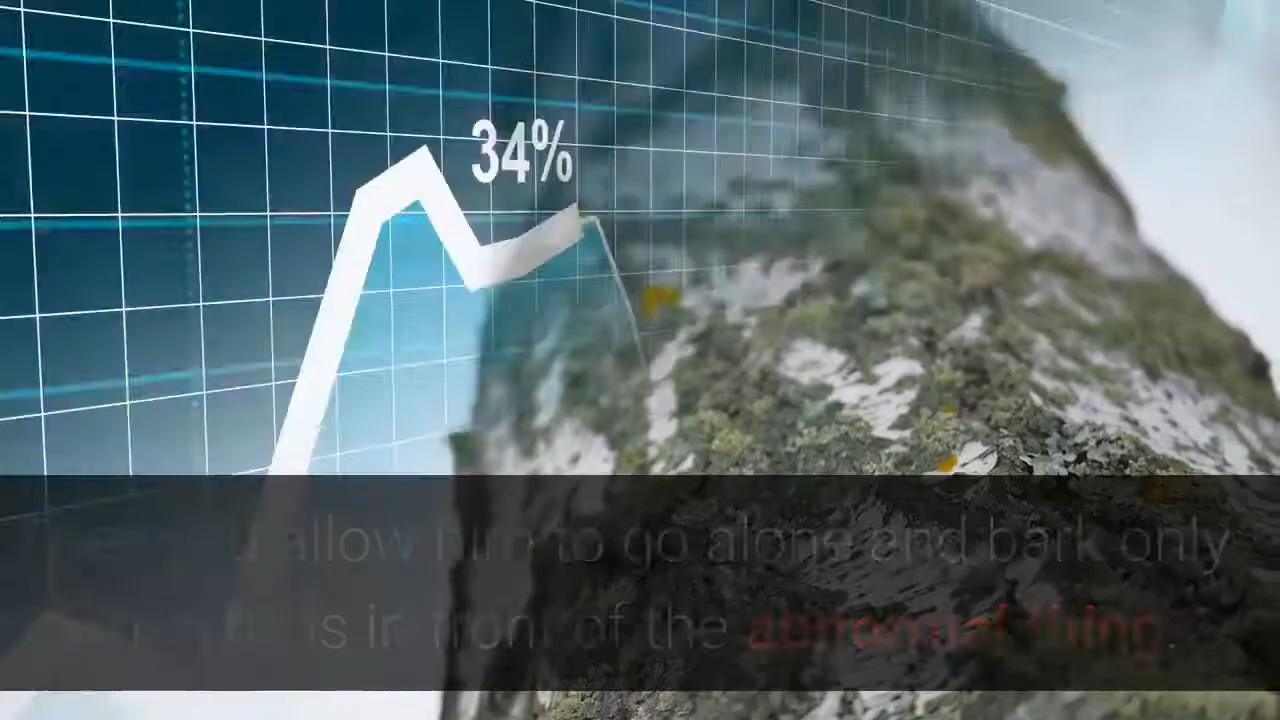 34%
allow him to go alone and bark only
is in front of the abnormal thing.